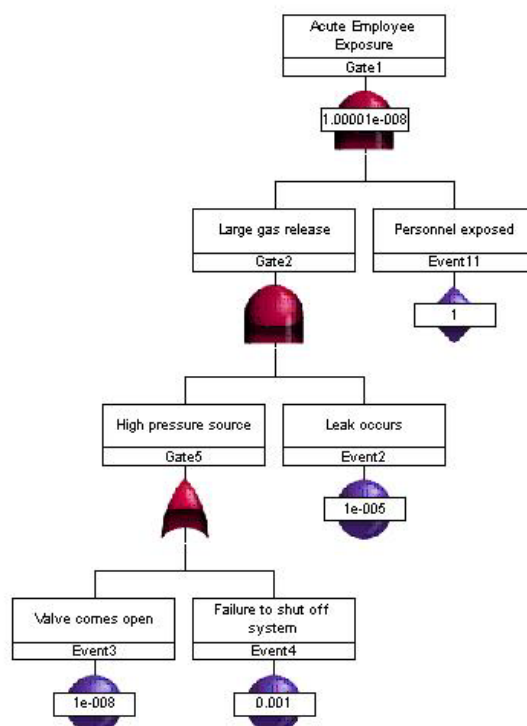 Acute Employee
Exposure
Gate1
1.00001e-008
Large gas release
Gate2
Personnel exposed
Event11
1
High pressure source
Gate5
Leak occurs
Event2
1e-005
Valve comes open
Event3
1e-008
Failure to shut off
system
Event4
0.001